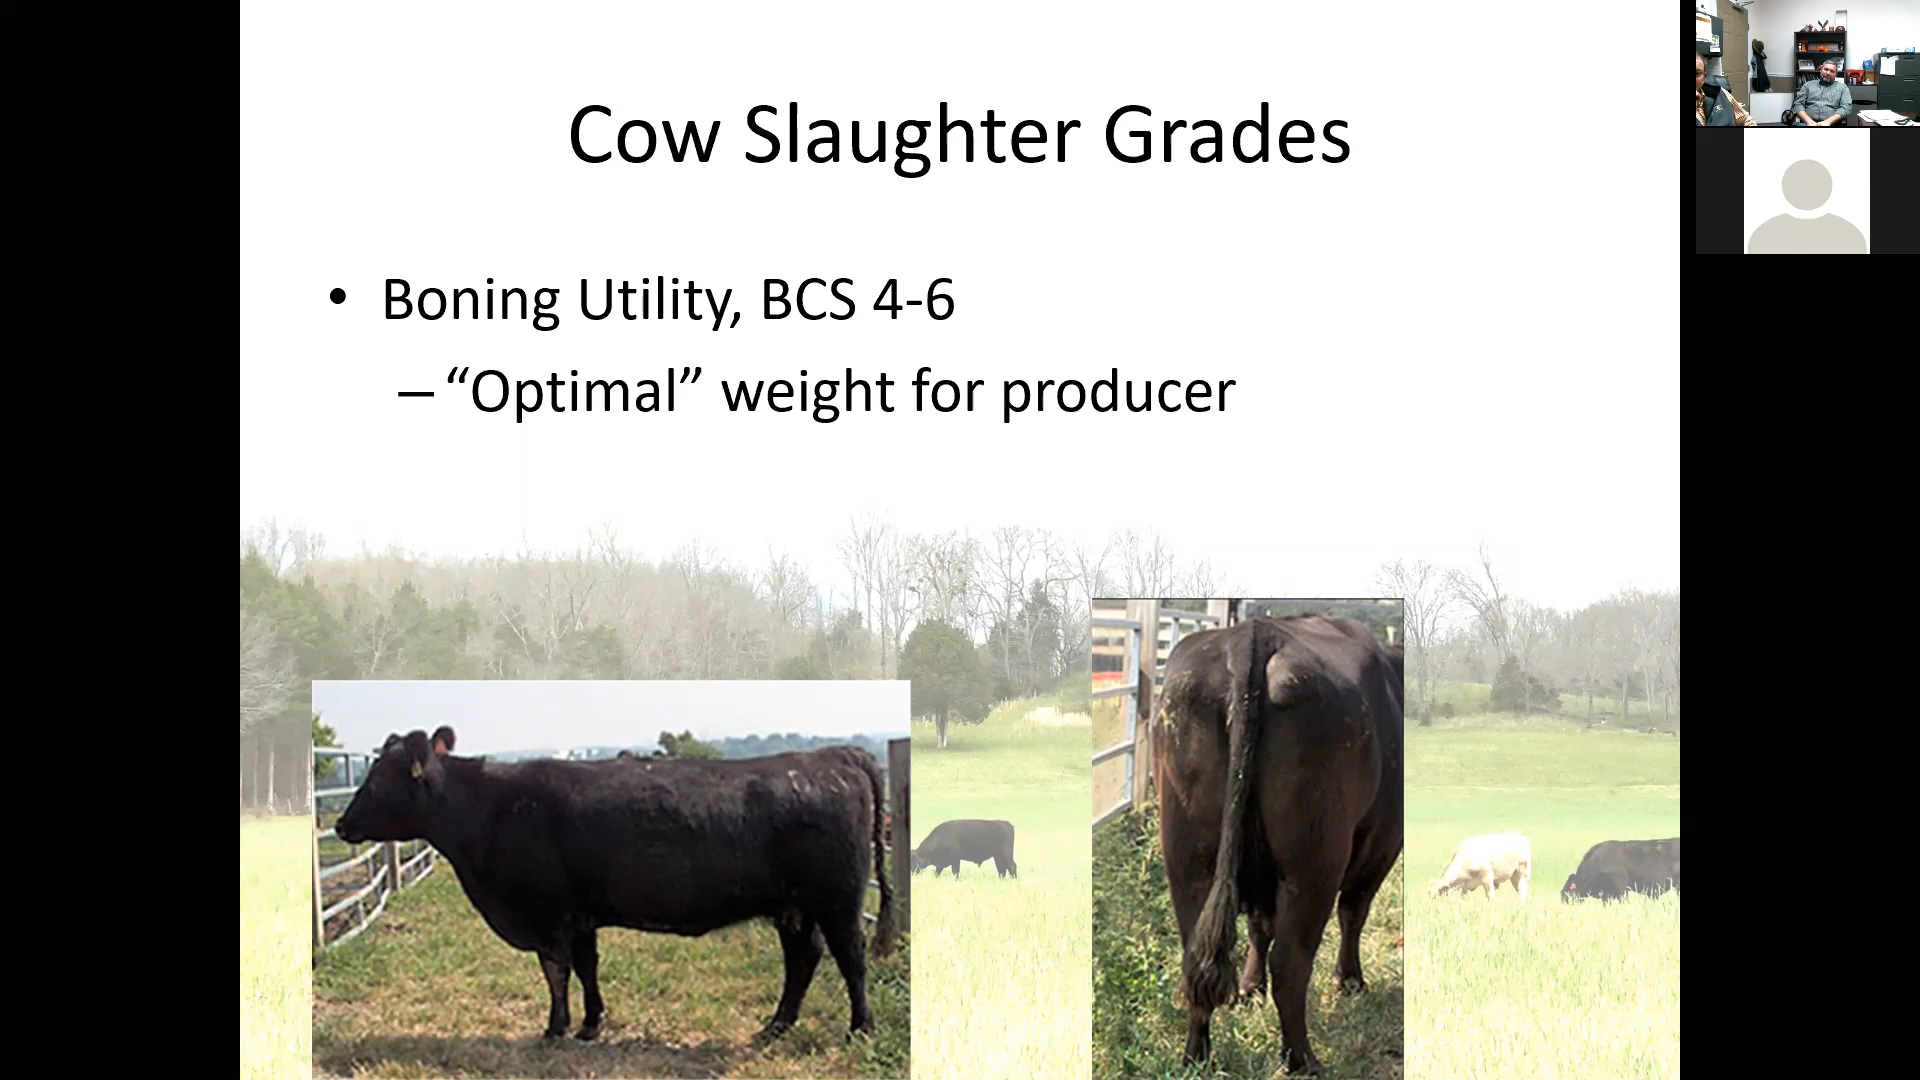 Cow Slaughter Grades
• Boning Utility, BCS 4-6
– “Optimal” weight for producer